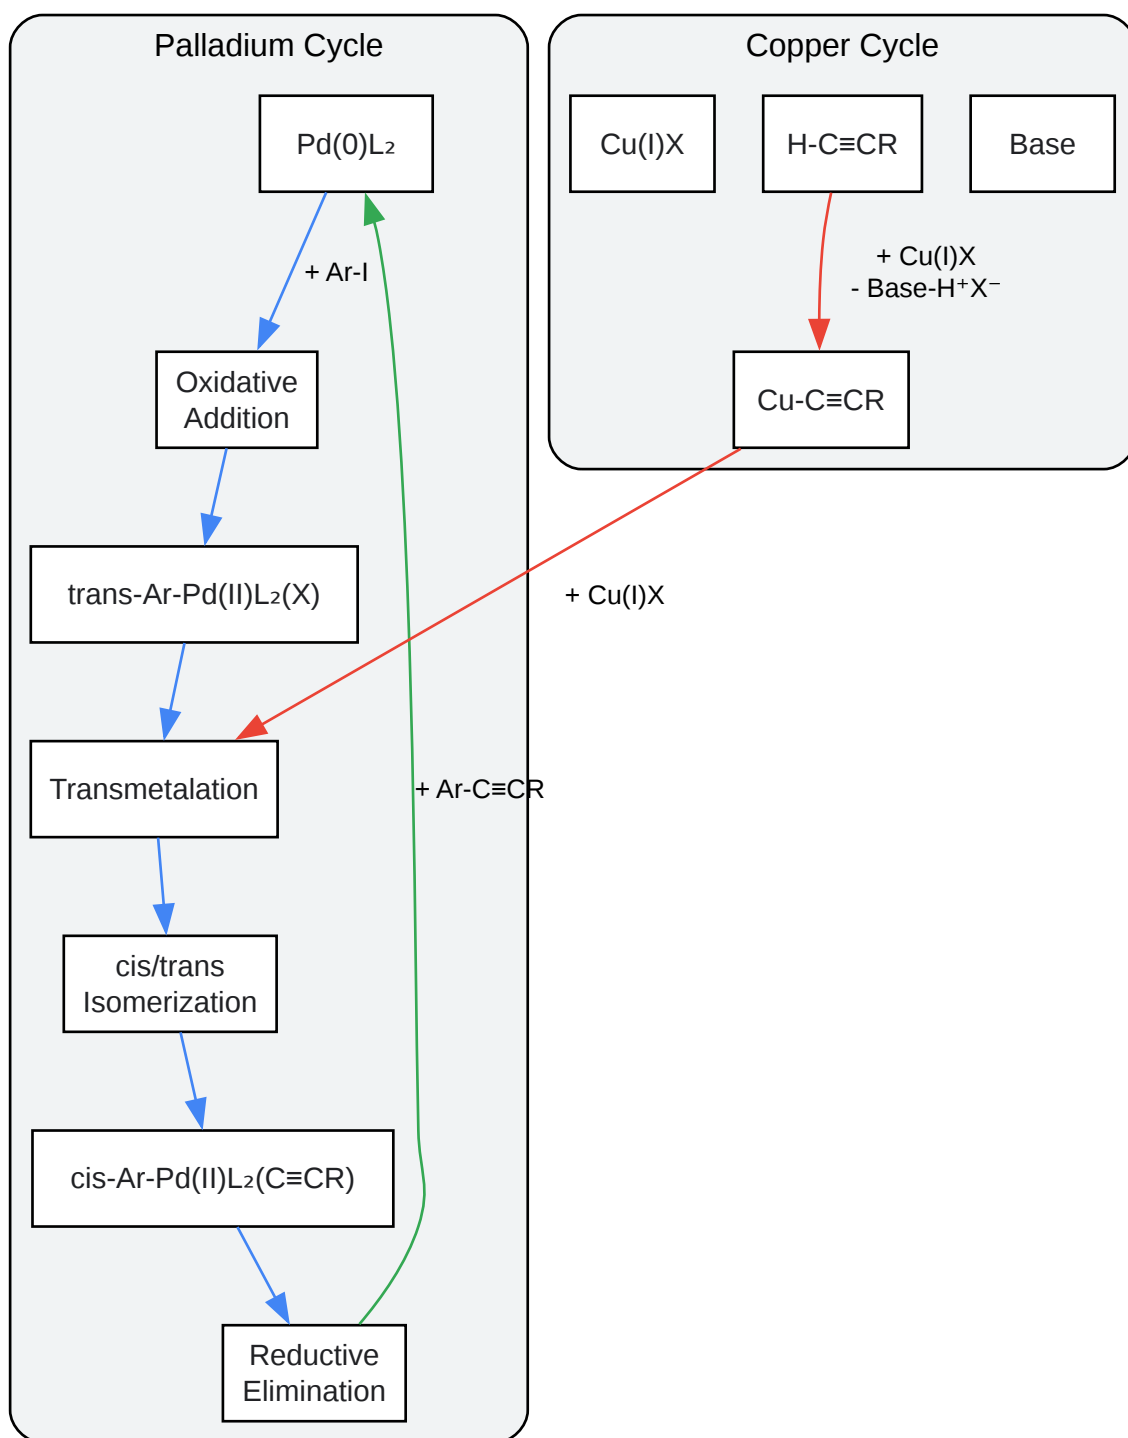 Palladium Cycle
Pd(0)L₂
+ Ar-I
Oxidative
Addition
trans-Ar-Pd(II)L₂(X)
Transmetalation
+ Ar-C≡CR
cis/trans
Isomerization
cis-Ar-Pd(II)L₂(C≡CR)
Reductive
Elimination
Copper Cycle
Cu(I)X
H-C≡CR
Base
+ Cu(I)X
- Base-H⁺X⁻
Cu-C≡CR
+ Cu(I)X